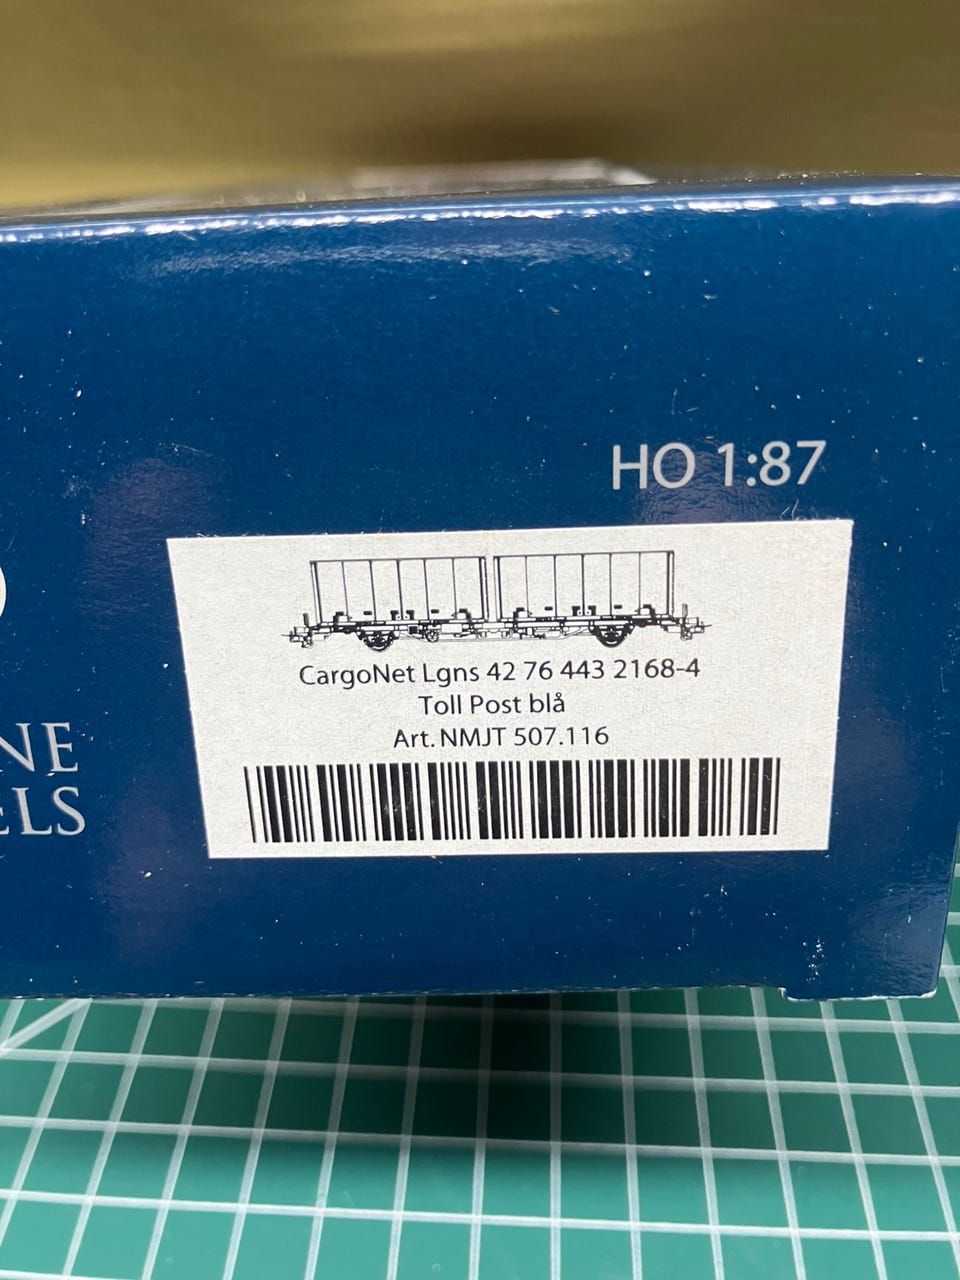 HO 1:87
CargoNet Lgns 42 76 443 2168-4
Toll Post blå
Art. NMJT 507.116
NE
ELS